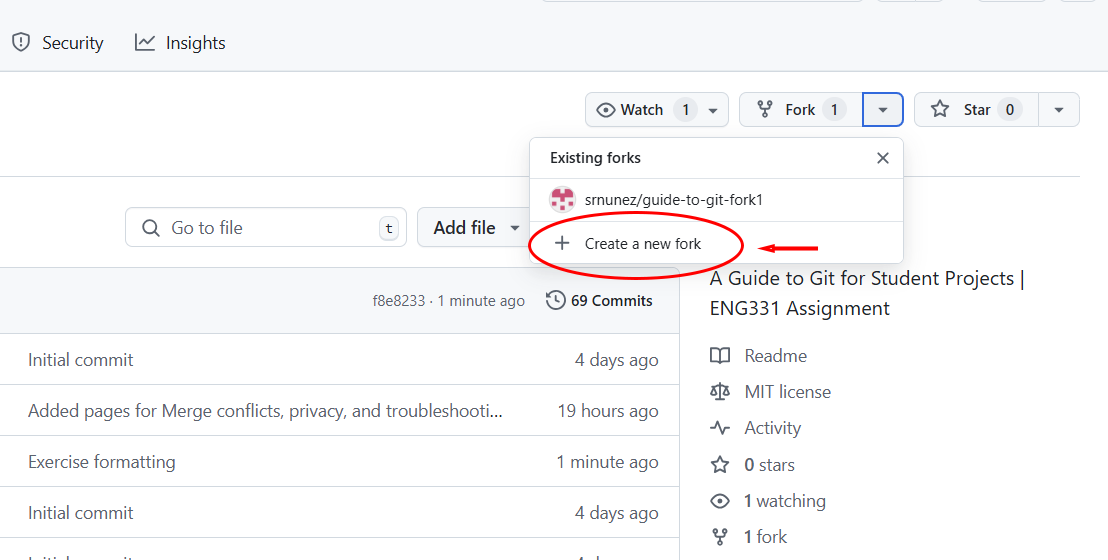 Security
Insights
Watch 1
Fork 1
Star 0
Existing forks
srnunez/guide-to-git-fork1
Create a new fork
Go to file
t
Add file
A Guide to Git for Student Projects |
ENG331 Assignment
f8e8233 · 1 minute ago
69 Commits
Initial commit 4 days ago
Added pages for Merge conflicts, privacy, and troubleshooti... 19 hours ago
Exercise formatting 1 minute ago
Initial commit 4 days ago
Readme
MIT license
Activity
0 stars
1 watching
1 fork